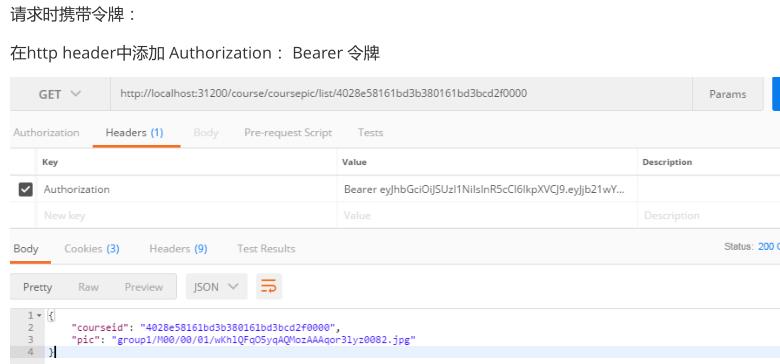 请求时携带令牌：
在http header中添加 Authorization： Bearer 令牌
GET http://localhost:31200/course/coursepic/list/4028e58161bd3b380161bd3bcd2f0000 Params
Authorization Headers (1) Body Pre-request Script Tests
Key Value Description
Authorization Bearer eyJhbGciOiJSUzI1NiIsInR5cCI6IkpXVCJ9.eyJjb21wY...
New key Value Description
Body Cookies (3) Headers (9) Test Results Status: 200
Pretty Raw Preview JSON
1 {
2 "courseid": "4028e58161bd3b380161bd3bcd2f0000",
3 "pic": "group1/M00/00/01/wKhlQFqO5yqAQMozAAAqor3lyz0082.jpg"
4 }